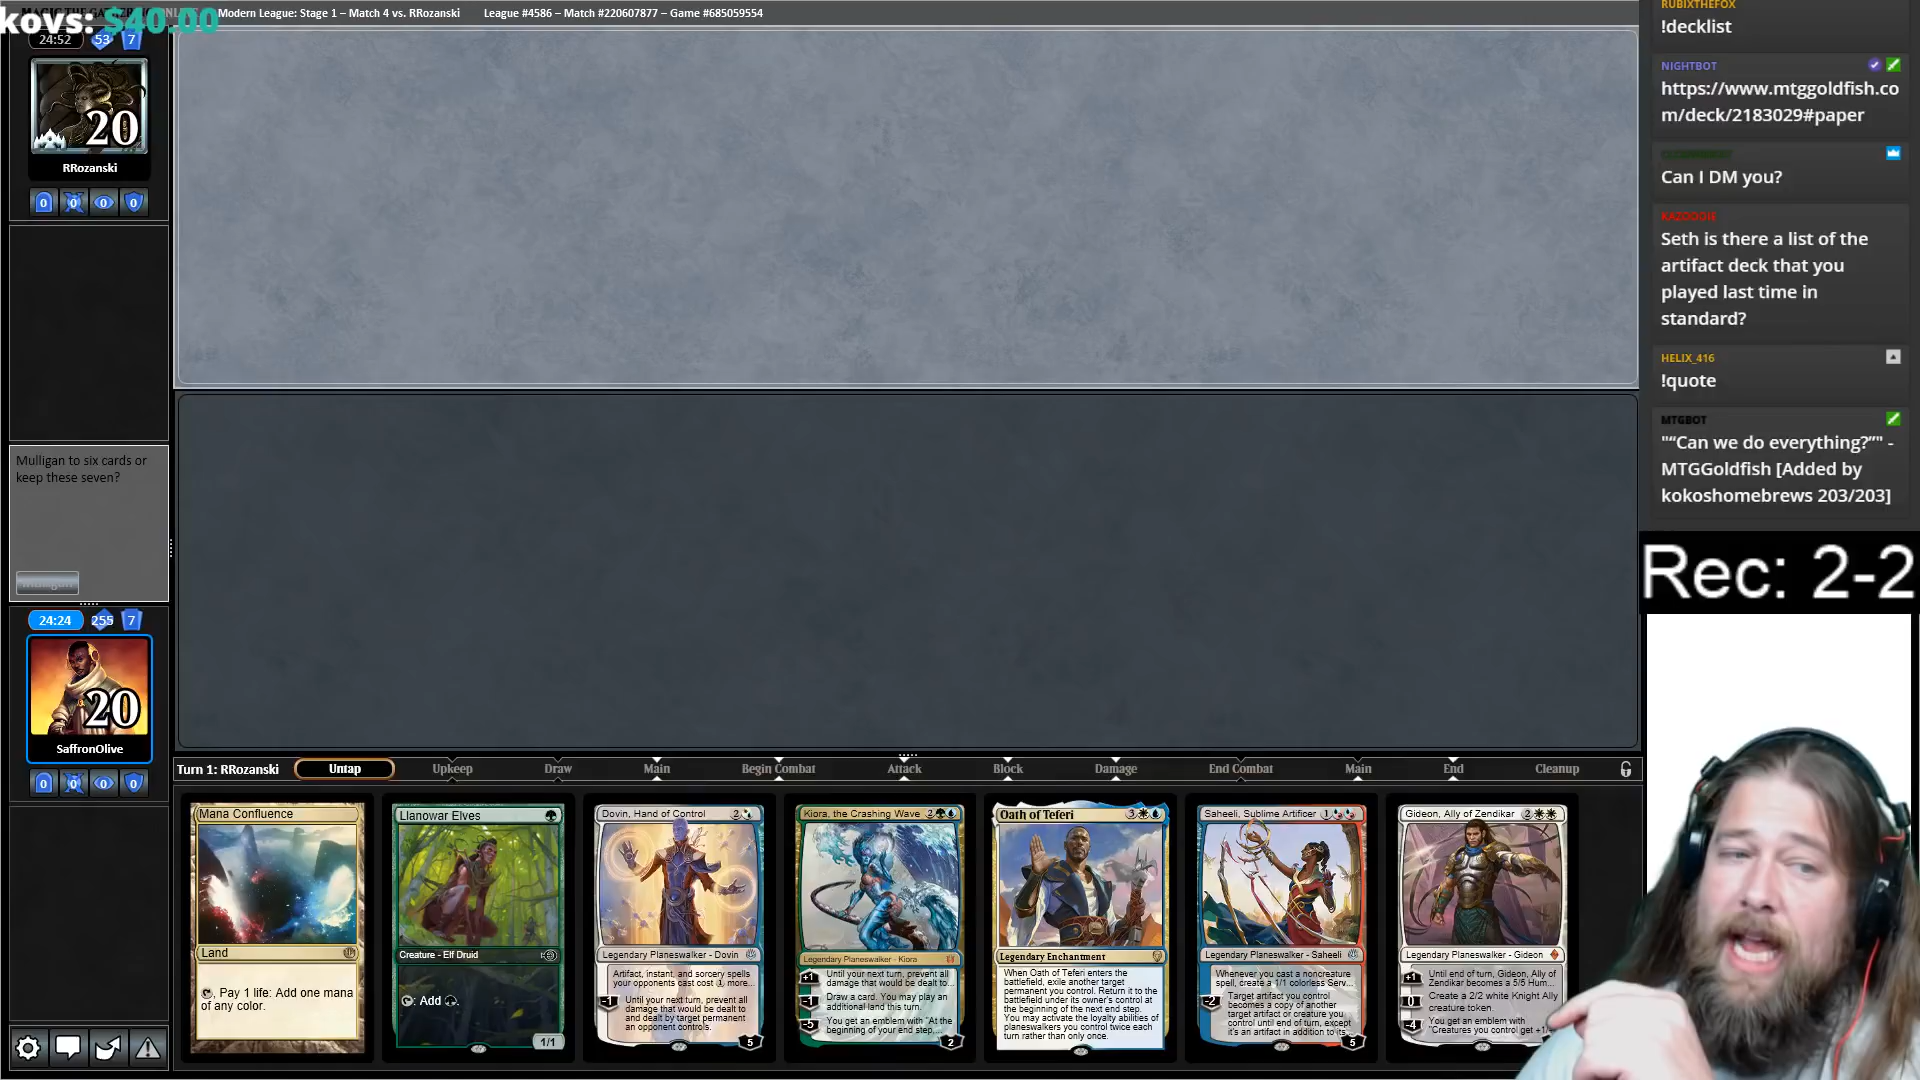 kovs: $40.00
Modern League: Stage 1 – Match 4 vs. RRozanski
League #4586 – Match #220607877 – Game #685059554
24:52 53 7
20
RRozanski
0 0 0 0
Mulligan to six cards or
keep these seven?
24:24 255 7
20
SaffronOlive
0 0 0 0
Turn 1: RRozanski
Untap
Upkeep
Draw
Main
Begin Combat
Attack
Block
Damage
End Combat
Main
End
Cleanup
Mana Confluence
Land
, Pay 1 life: Add one mana
of any color.
Llanowar Elves
Creature - Elf Druid
: Add .
1/1
Dovin, Hand of Control 2
Legendary Planeswalker - Dovin
Artifact, instant, and sorcery spells
your opponents cast cost 1 more...
-1 Until your next turn, prevent all
damage that would be dealt to
and dealt by target permanent
an opponent controls.
5
Kiora, the Crashing Wave 2
Legendary Planeswalker - Kiora
+1 Until your next turn, prevent all
damage that would be dealt to...
-1 Draw a card. You may play an
additional land this turn.
-5 You get an emblem with "At the
beginning of your end step,...
2
Oath of Teferi 3
Legendary Enchantment
When Oath of Teferi enters the
battlefield, exile another target
permanent you control. Return it to the
battlefield under its owner's control at
the beginning of the next end step.
You may activate the loyalty abilities of
planeswalkers you control twice each
turn rather than only once.
Saheeli, Sublime Artificer 1
Legendary Planeswalker - Saheeli
Whenever you cast a noncreature
spell, create a 1/1 colorless Serv...
-2 Target artifact you control
becomes a copy of another
target artifact or creature you
control until end of turn, except
it's an artifact in addition to its...
5
Gideon, Ally of Zendikar 2
Legendary Planeswalker - Gideon
+1 Until end of turn, Gideon, Ally of
Zendikar becomes a 5/5 Hum...
0 Create a 2/2 white Knight Ally
creature token.
-4 You get an emblem with
"Creatures you control get +1/
RUBIXTHEFOX
!decklist
NIGHTBOT
https://www.mtggoldfish.co
m/deck/2183029#paper
Can I DM you?
KAZOODIE
Seth is there a list of the
artifact deck that you
played last time in
standard?
HELIX_416
!quote
MTGBOT
"“Can we do everything?”" -
MTGGoldfish [Added by
kokoshomebrews 203/203]
Rec: 2-2